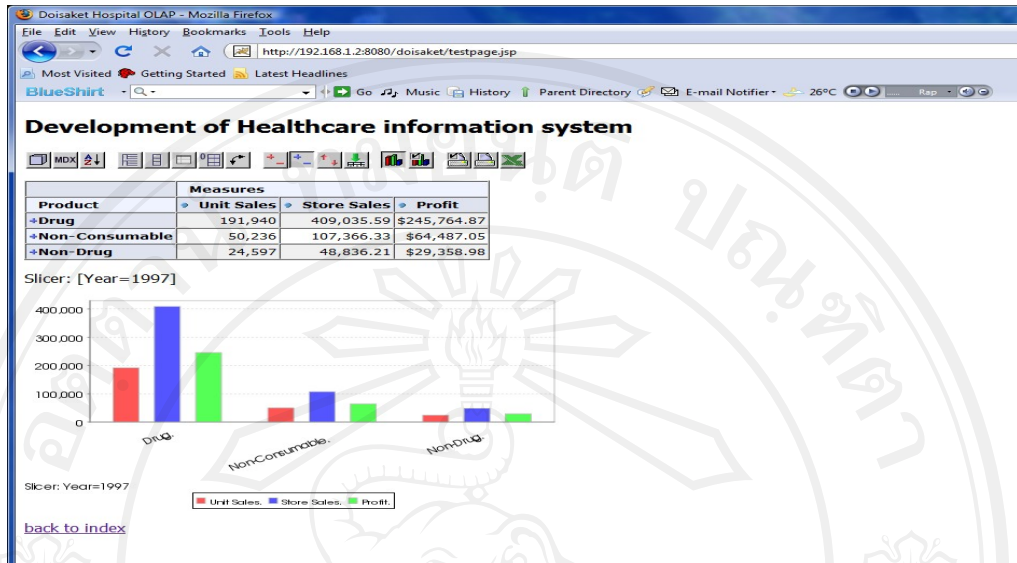 Doisaket Hospital OLAP - Mozilla Firefox
File Edit View History Bookmarks Tools Help
http://192.168.1.2:8080/doisaket/testpage.jsp
Most Visited Getting Started Latest Headlines
BlueShirt Go Music History Parent Directory E-mail Notifier 26°C Rap
Development of Healthcare information system
MDX
Measures
Product Unit Sales Store Sales Profit
+Drug 191,940 409,035.59 $245,764.87
+Non-Consumable 50,236 107,366.33 $64,487.05
+Non-Drug 24,597 48,836.21 $29,358.98
Slicer: [Year=1997]
400,000
300,000
200,000
100,000
0
Drug.
Non-Consumable.
Non-Drug.
Slicer: Year=1997
Unit Sales. Store Sales. Profit.
back to index